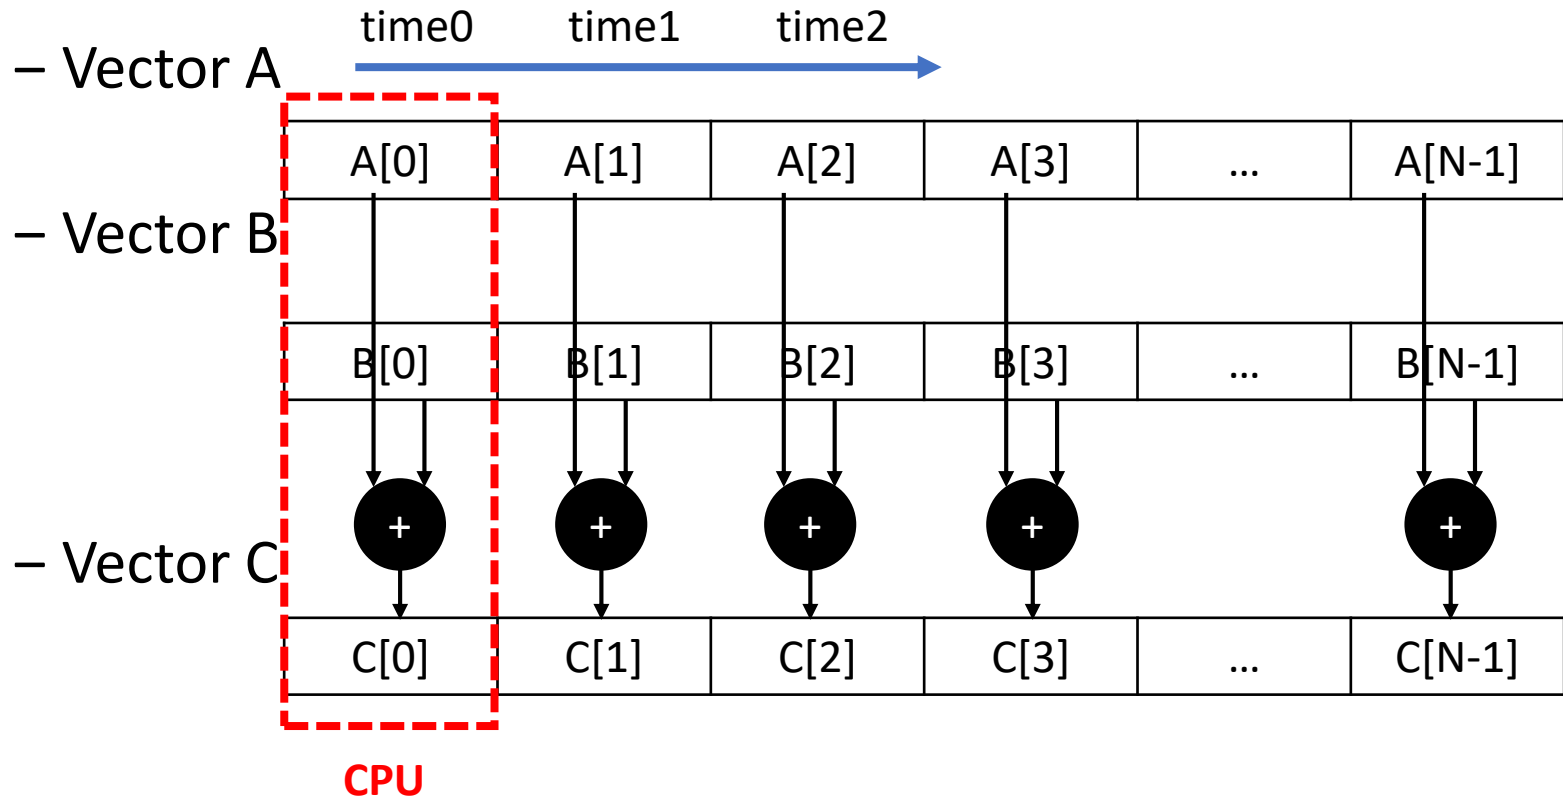 time0 time1 time2
– Vector A
A[0] A[1] A[2] A[3] ... A[N-1]
– Vector B
B[0] B[1] B[2] B[3] ... B[N-1]
+ + + + +
– Vector C
C[0] C[1] C[2] C[3] ... C[N-1]
CPU